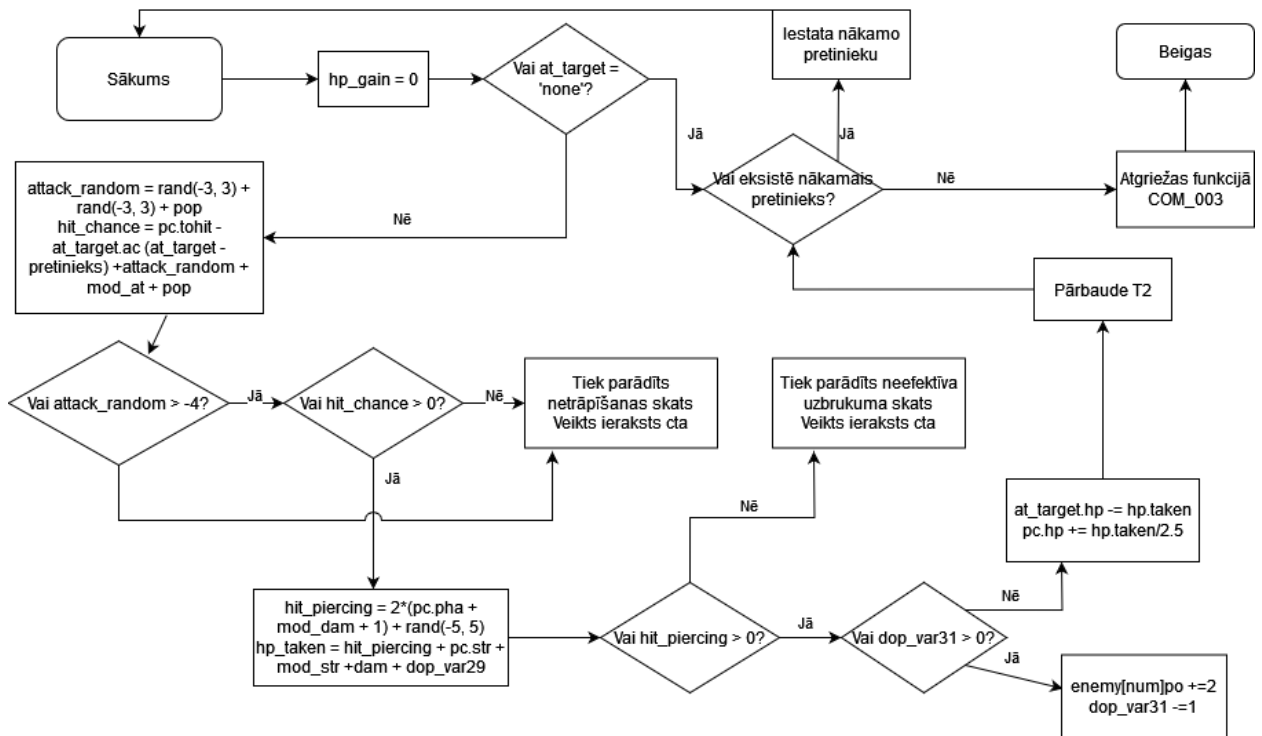 Sākums
hp_gain = 0
Vai at_target =
'none'?
Iestata nākamo
pretinieku
Beigas
Jā
Jā
Vai eksistē nākamais
pretinieks?
Nē
Atgriežas funkcijā
COM_003
Nē
attack_random = rand(-3, 3) +
rand(-3, 3) + pop
hit_chance = pc.tohit -
at_target.ac (at_target -
pretinieks) +attack_random +
mod_at + pop
Pārbaude T2
Vai attack_random > -4?
Jā
Vai hit_chance > 0?
Nē
Tiek parādīts
netrāpīšanas skats
Veikts ieraksts cta
Tiek parādīts neefektīva
uzbrukuma skats
Veikts ieraksts cta
Jā
Nē
at_target.hp -= hp.taken
pc.hp += hp.taken/2.5
hit_piercing = 2*(pc.pha +
mod_dam + 1) + rand(-5, 5)
hp_taken = hit_piercing + pc.str +
mod_str +dam + dop_var29
Vai hit_piercing > 0?
Jā
Vai dop_var31 > 0?
Nē
Jā
enemy[num]po +=2
dop_var31 -=1